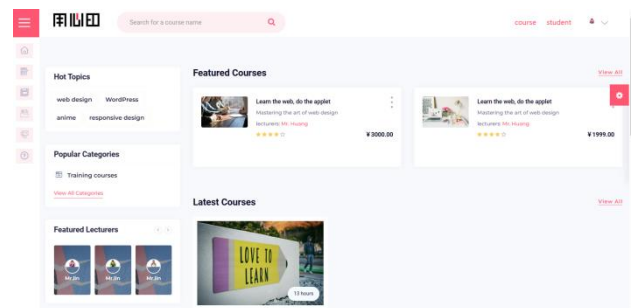 Search for a course name
course student
Hot Topics
web design WordPress
anime responsive design
Popular Categories
Training courses
View All Categories
Featured Lecturers
Mr.Jin Mr.Jin Mr.Jin
Featured Courses
View All
Learn the web, do the applet
Mastering the art of web design
lecturers: Mr. Huang
¥3000.00
Learn the web, do the applet
Mastering the art of web design
lecturers: Mr. Huang
¥1999.00
Latest Courses
View All
LOVE TO
LEARN
13 hours